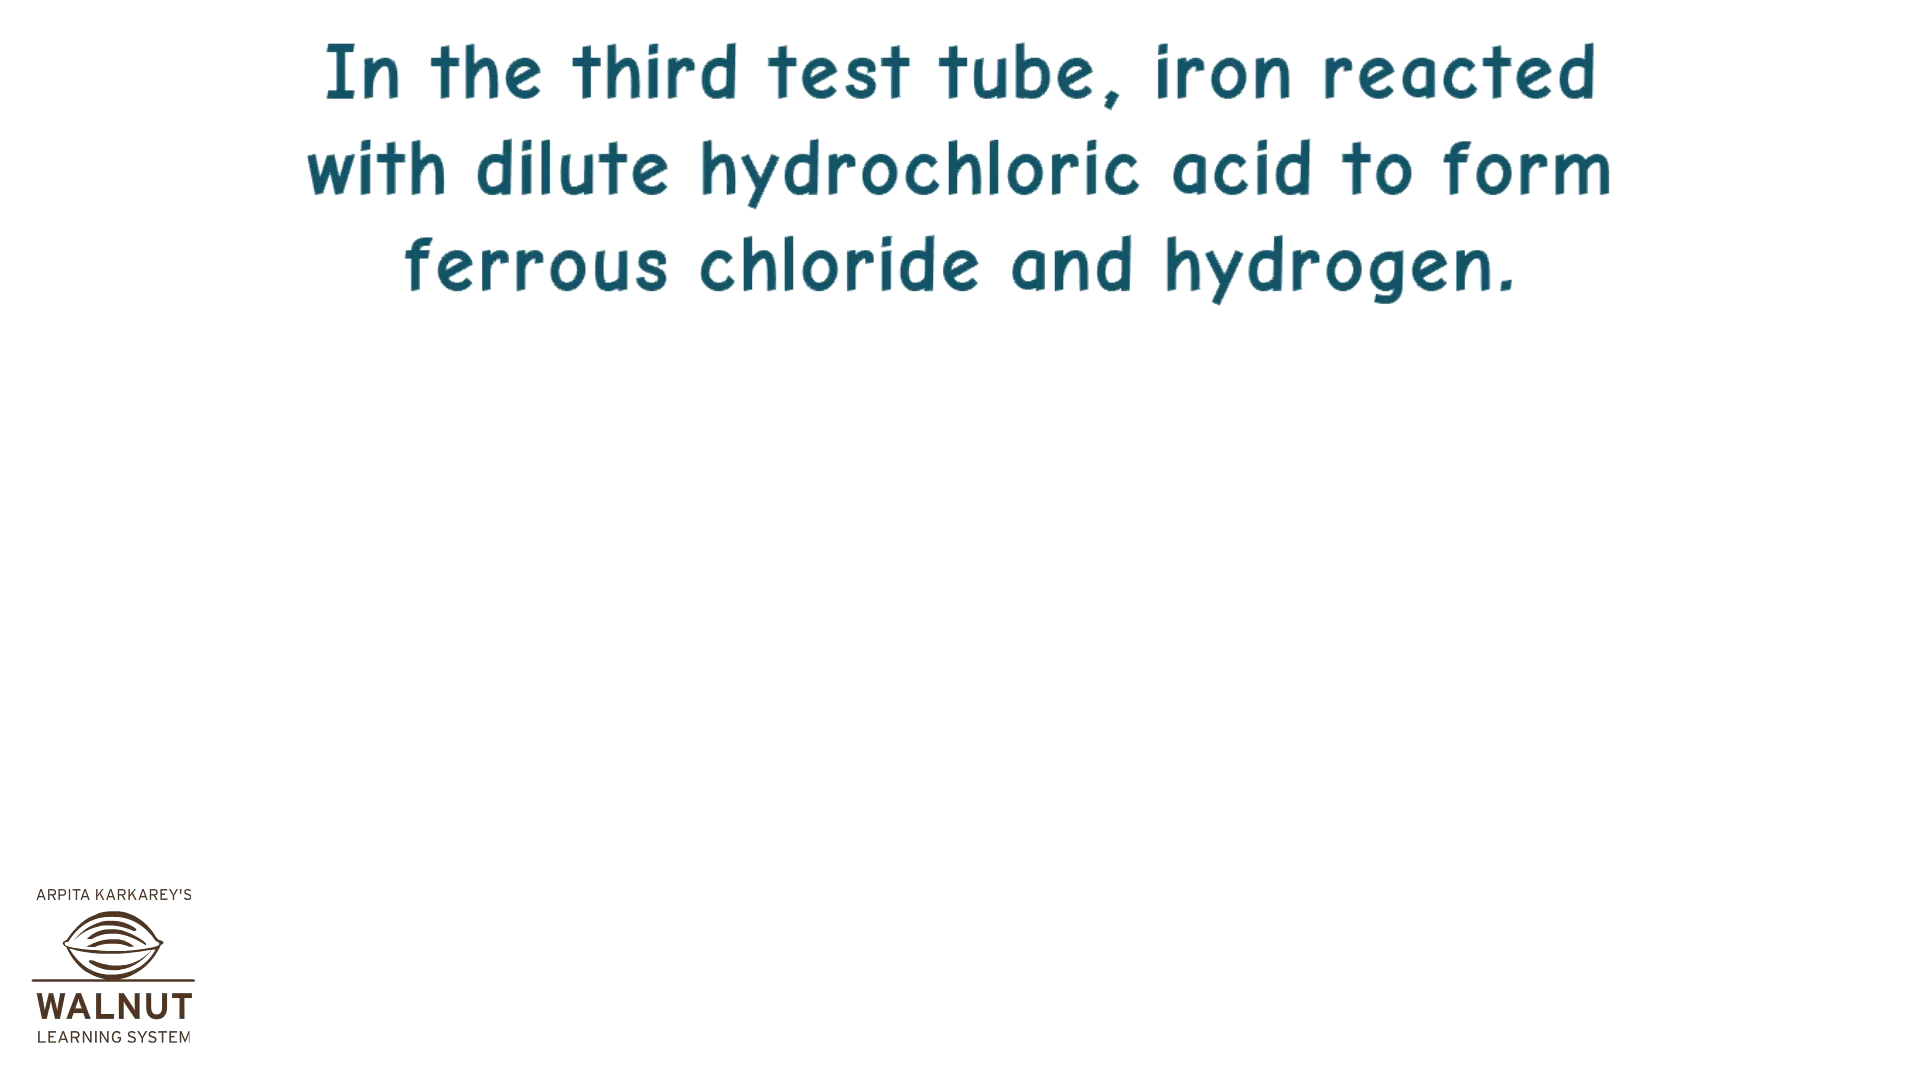 In the third test tube, iron reacted
with dilute hydrochloric acid to form
ferrous chloride and hydrogen.
ARPITA KARKAREY'S
WALNUT
LEARNING SYSTEM